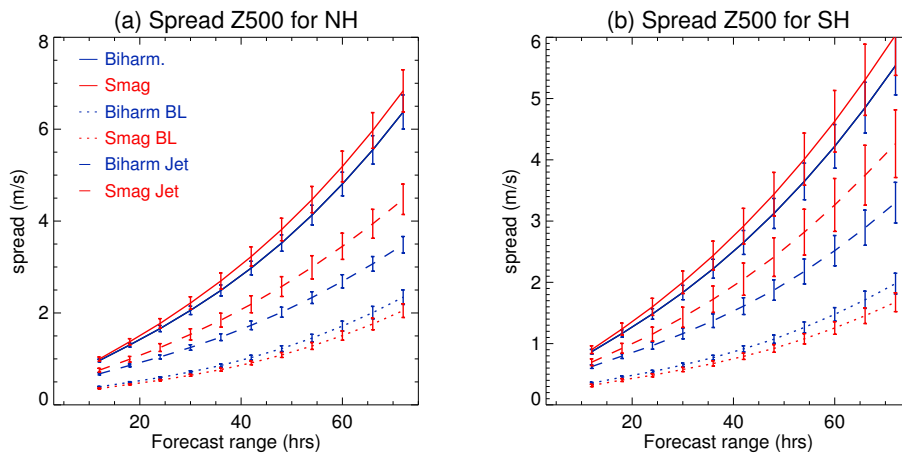 (a) Spread Z500 for NH
8
6
4
2
0
spread (m/s)
Biharm.
Smag
Biharm BL
Smag BL
Biharm Jet
Smag Jet
20 40 60
Forecast range (hrs)
(b) Spread Z500 for SH
6
5
4
3
2
1
0
spread (m/s)
20 40 60
Forecast range (hrs)